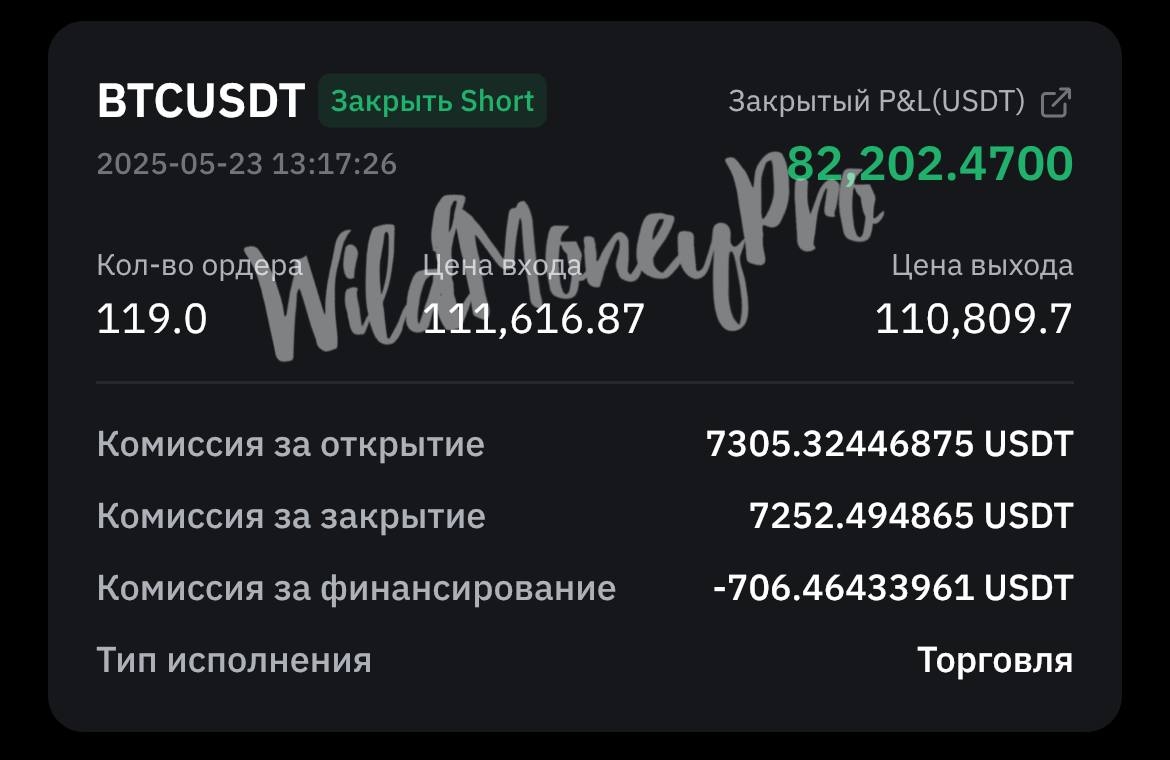 BTCUSDT Закрыть Short Закрытый P&L(USDT)
2025-05-23 13:17:26 82,202.4700
WildMoneyPro
Кол-во ордера Цена входа Цена выхода
119.0 111,616.87 110,809.7
Комиссия за открытие 7305.32446875 USDT
Комиссия за закрытие 7252.494865 USDT
Комиссия за финансирование -706.46433961 USDT
Тип исполнения Торговля